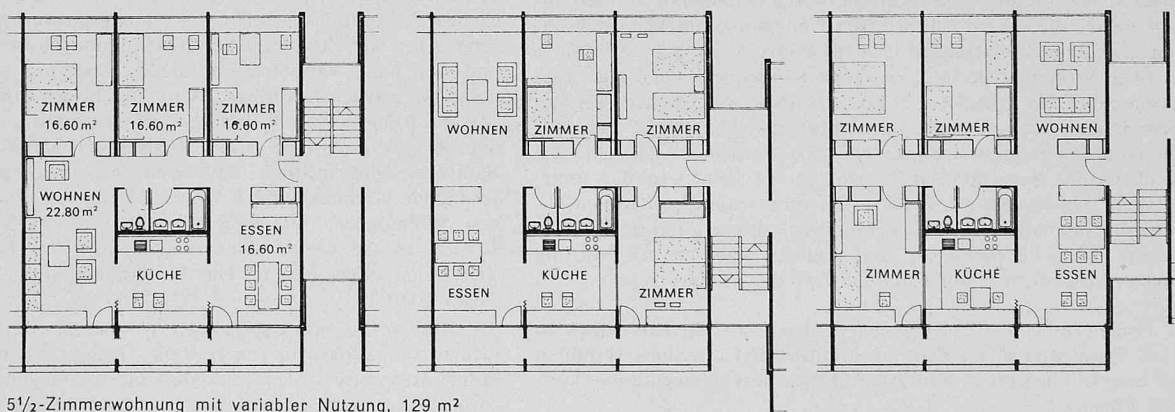 ZIMMER ZIMMER ZIMMER
16.60 m² 16.60 m² 16.60 m²
WOHNEN
22.80 m²
ESSEN
16.60 m²
KÜCHE
WOHNEN
ZIMMER ZIMMER
ESSEN
KÜCHE
ZIMMER
ZIMMER ZIMMER WOHNEN
ZIMMER KÜCHE ESSEN
5½-Zimmerwohnung mit variabler Nutzung, 129 m²